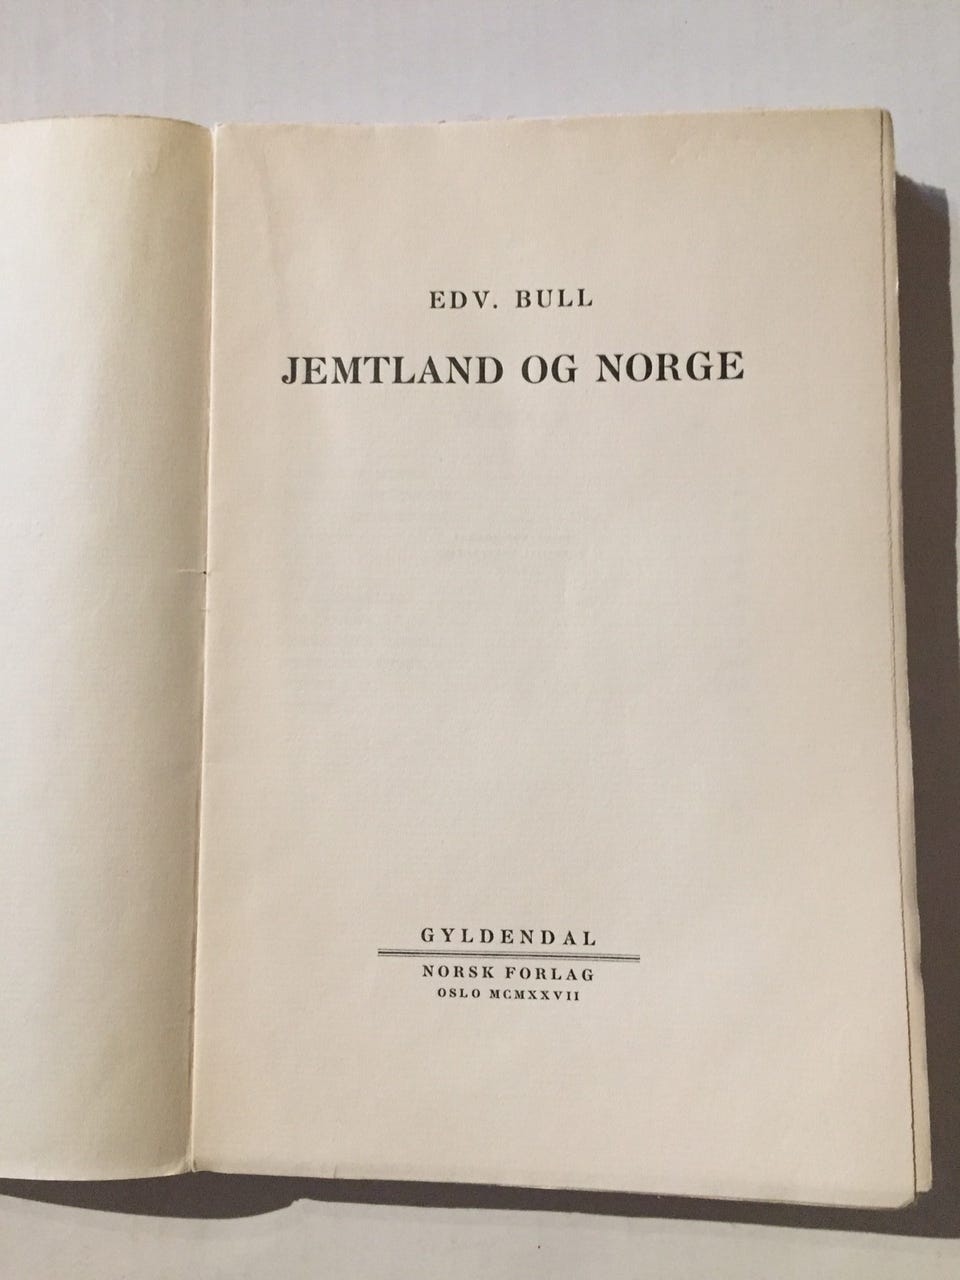 EDV. BULL
JEMTLAND OG NORGE
GYLDENDAL
NORSK FORLAG
OSLO MCMXXVII